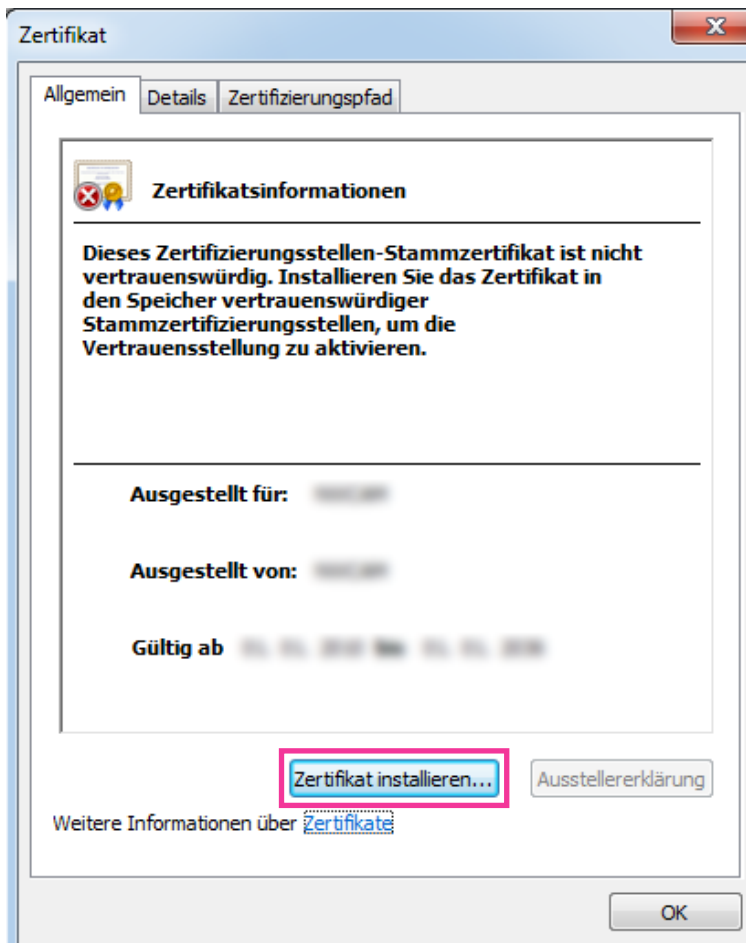 Zertifikat
Allgemein Details Zertifizierungspfad
Zertifikatsinformationen
Dieses Zertifizierungsstellen-Stammzertifikat ist nicht
vertrauenswürdig. Installieren Sie das Zertifikat in
den Speicher vertrauenswürdiger
Stammzertifizierungsstellen, um die
Vertrauensstellung zu aktivieren.
Ausgestellt für:
Ausgestellt von:
Gültig ab
Zertifikat installieren... Ausstellererklärung
Weitere Informationen über Zertifikate
OK